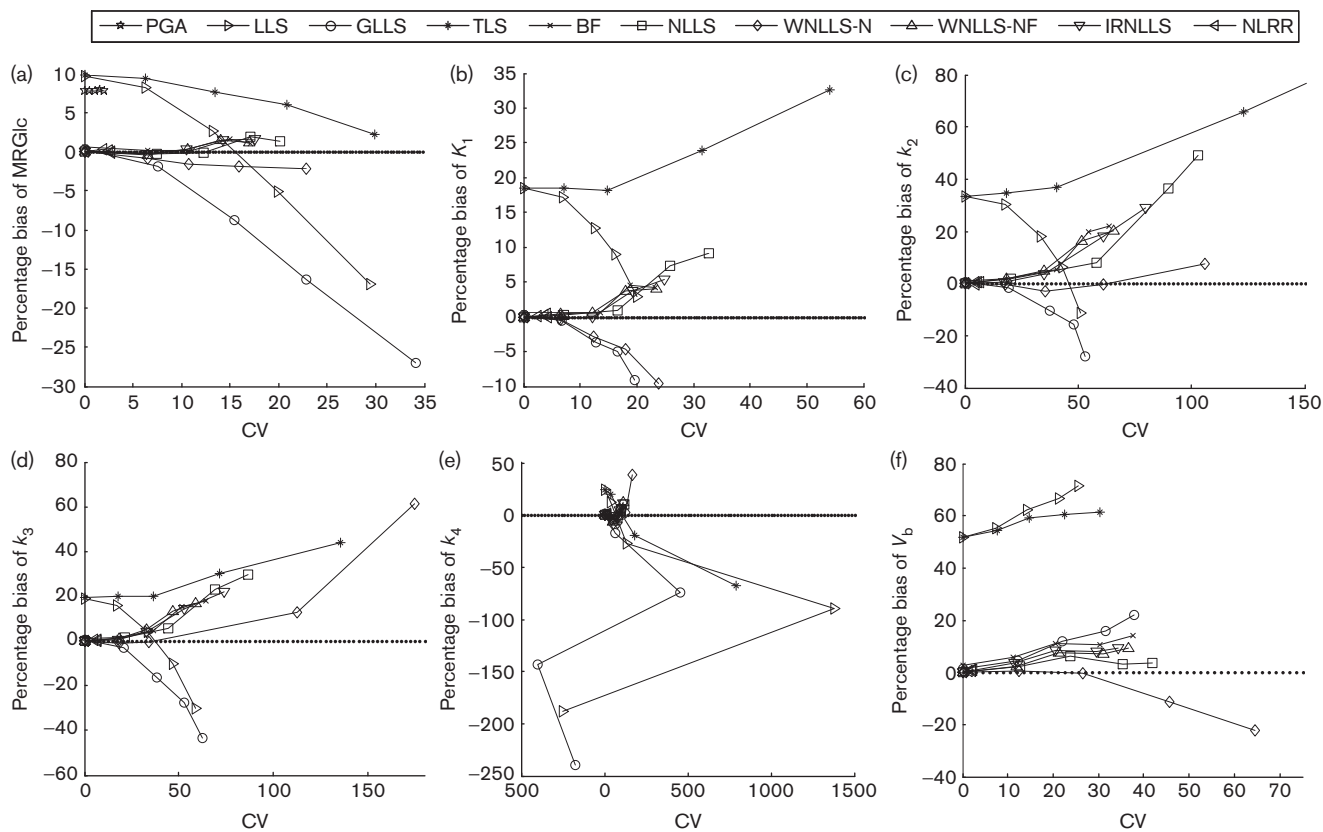 PGA LLS GLLS TLS BF NLLS WNLLS-N WNLLS-NF IRNLLS NLRR
(a)
Percentage bias of MRGlc
10
5
0
−5
−10
−15
−20
−25
−30
0 5 10 15 20 25 30 35
CV
(b)
Percentage bias of K1
35
30
25
20
15
10
5
0
−5
−10
0 10 20 30 40 50 60
CV
(c)
Percentage bias of k2
80
60
40
20
0
−20
−40
0 50 100 150
CV
(d)
Percentage bias of k3
80
60
40
20
0
−20
−40
−60
0 50 100 150
CV
(e)
Percentage bias of k4
50
0
−50
−100
−150
−200
−250
500 0 500 1000 1500
CV
(f)
Percentage bias of Vb
80
60
40
20
0
−20
−40
0 10 20 30 40 50 60 70
CV